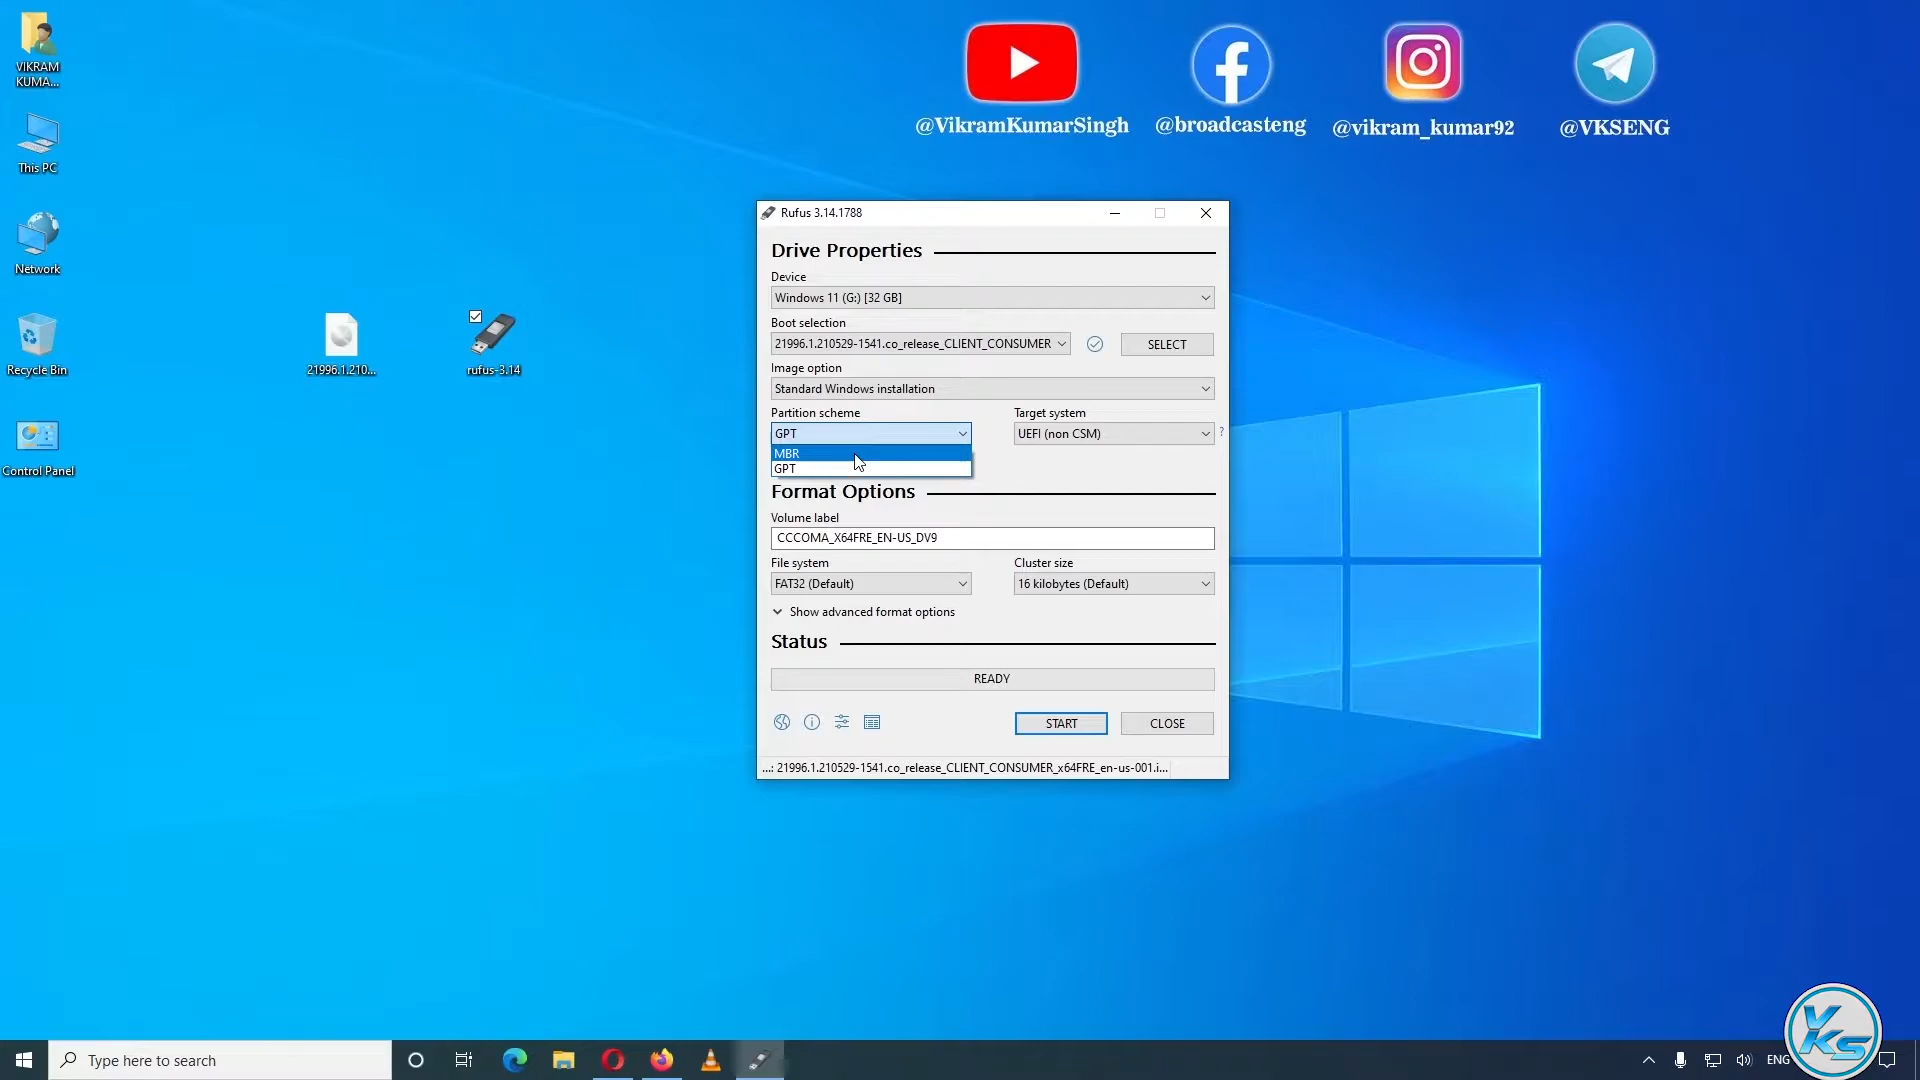 VIKRAM
KUMA...
This PC
Network
Recycle Bin
Control Panel
21996.1.210...
rufus-3.14
@VikramKumarSingh
@broadcasteng
@vikram_kumar92
@VKSENG
Rufus 3.14.1788
Drive Properties
Device
Windows 11 (G:) [32 GB]
Boot selection
21996.1.210529-1541.co_release_CLIENT_CONSUMER
SELECT
Image option
Standard Windows installation
Partition scheme
Target system
GPT
UEFI (non CSM)
?
MBR
GPT
Format Options
Volume label
CCCOMA_X64FRE_EN-US_DV9
File system
Cluster size
FAT32 (Default)
16 kilobytes (Default)
Show advanced format options
Status
READY
START
CLOSE
...: 21996.1.210529-1541.co_release_CLIENT_CONSUMER_x64FRE_en-us-001.i...
Type here to search
ENG
VKS